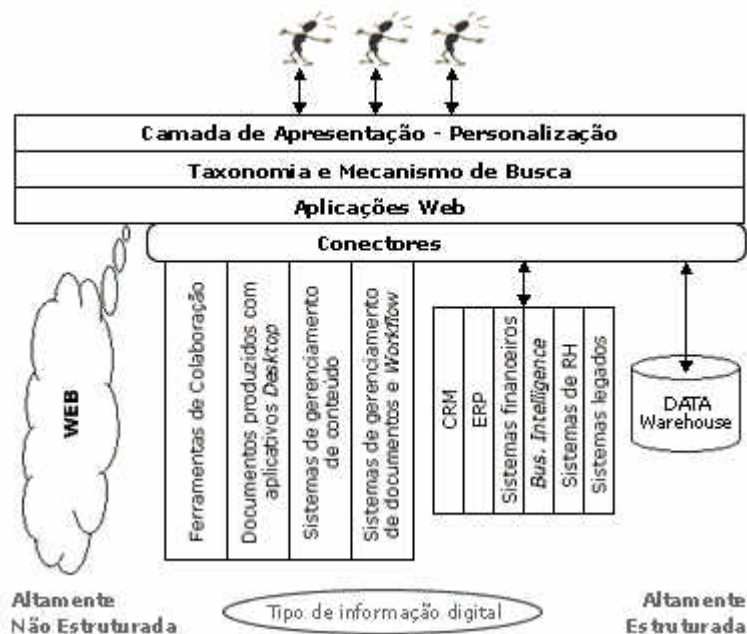 Camada de Apresentação - Personalização
Taxonomia e Mecanismo de Busca
Aplicações Web
Conectores
WEB
Ferramentas de Colaboração
Documentos produzidos com
aplicativos Desktop
Sistemas de gerenciamento
de conteúdo
Sistemas de gerenciamento
de documentos e Workflow
CRM
ERP
Sistemas financeiros
Bus. Intelligence
Sistemas de RH
Sistemas legados
DATA
Warehouse
Altamente
Não Estruturada
Tipo de informação digital
Altamente
Estruturada